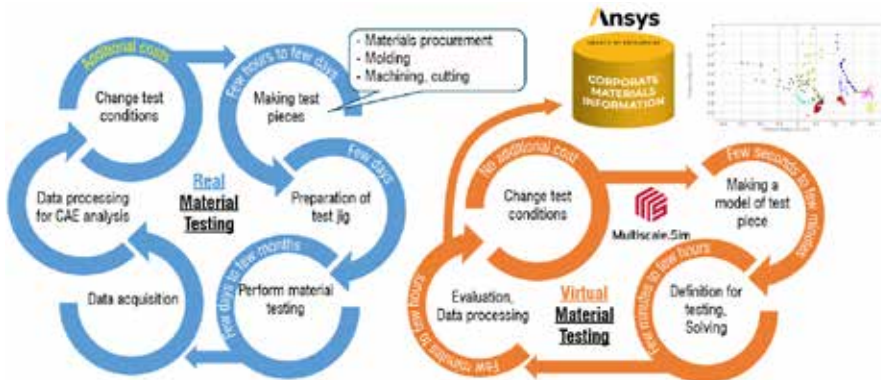 Additional costs
Change test
conditions
Few hours to few days
Making test
pieces
- Materials procurement
- Molding
- Machining, cutting
Few days
Preparation of
test jig
Real
Material
Testing
Data processing
for CAE analysis
Few days to few months
Perform material
testing
Data acquisition
Ansys
CORPORATE
MATERIALS
INFORMATION
No additional cost
Change test
conditions
Multiscale.Sim
Few seconds to few minutes
Making a
model of test
piece
Few minutes to few hours
Definition for
testing,
Solving
Virtual
Material
Testing
Evaluation,
Data processing
Few minutes to few hours